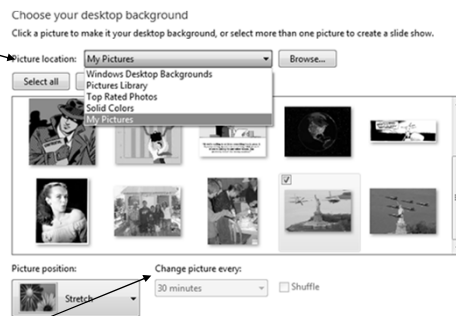 Choose your desktop background
Click a picture to make it your desktop background, or select more than one picture to create a slide show.
Picture location: My Pictures Browse...
Select all
Windows Desktop Backgrounds
Pictures Library
Top Rated Photos
Solid Colors
My Pictures
Picture position: Change picture every:
Stretch 30 minutes Shuffle